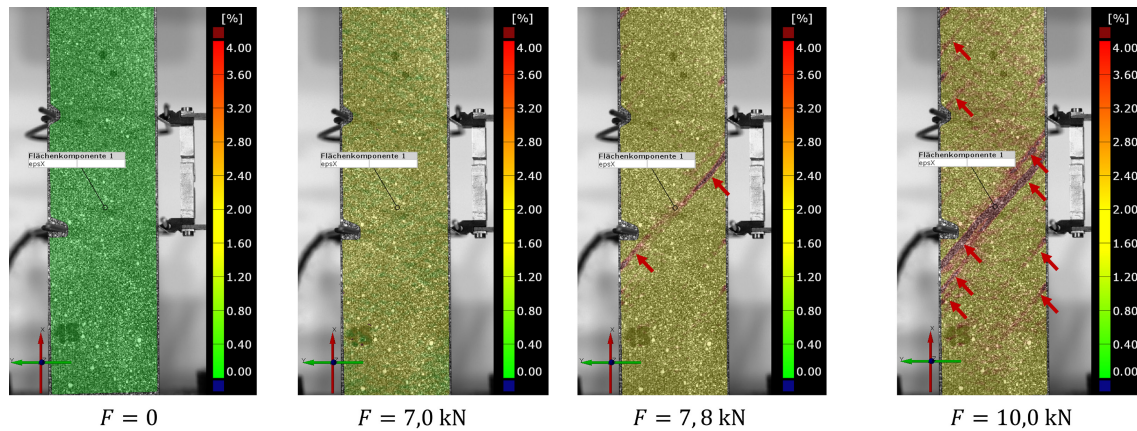 [%]
4.00
3.60
3.20
2.80
2.40
2.00
1.60
1.20
0.80
0.40
0.00
Flächenkomponente 1
epsX
X
Y
Z
F = 0
[%]
4.00
3.60
3.20
2.80
2.40
2.00
1.60
1.20
0.80
0.40
0.00
Flächenkomponente 1
epsX
X
Y
Z
F = 7,0 kN
[%]
4.00
3.60
3.20
2.80
2.40
2.00
1.60
1.20
0.80
0.40
0.00
Flächenkomponente 1
epsX
X
Y
Z
F = 7, 8 kN
[%]
4.00
3.60
3.20
2.80
2.40
2.00
1.60
1.20
0.80
0.40
0.00
Flächenkomponente 1
epsX
X
Y
Z
F = 10,0 kN